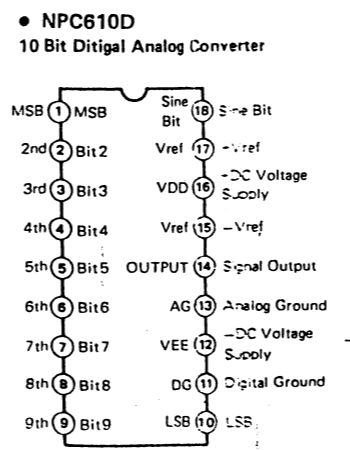 ● NPC610D
10 Bit Ditigal Analog Converter
MSB 1 MSB
2nd 2 Bit2
3rd 3 Bit3
4th 4 Bit4
5th 5 Bit5
6th 6 Bit6
7th 7 Bit7
8th 8 Bit8
9th 9 Bit9
Sine Bit 18 Sine Bit
Vref 17 Vref
VDD 16 DC Voltage
Supply
Vref 15 −Vref
OUTPUT 14 Signal Output
AG 13 Analog Ground
VEE 12 −DC Voltage
Supply
DG 11 Digital Ground
LSB 10 LSB